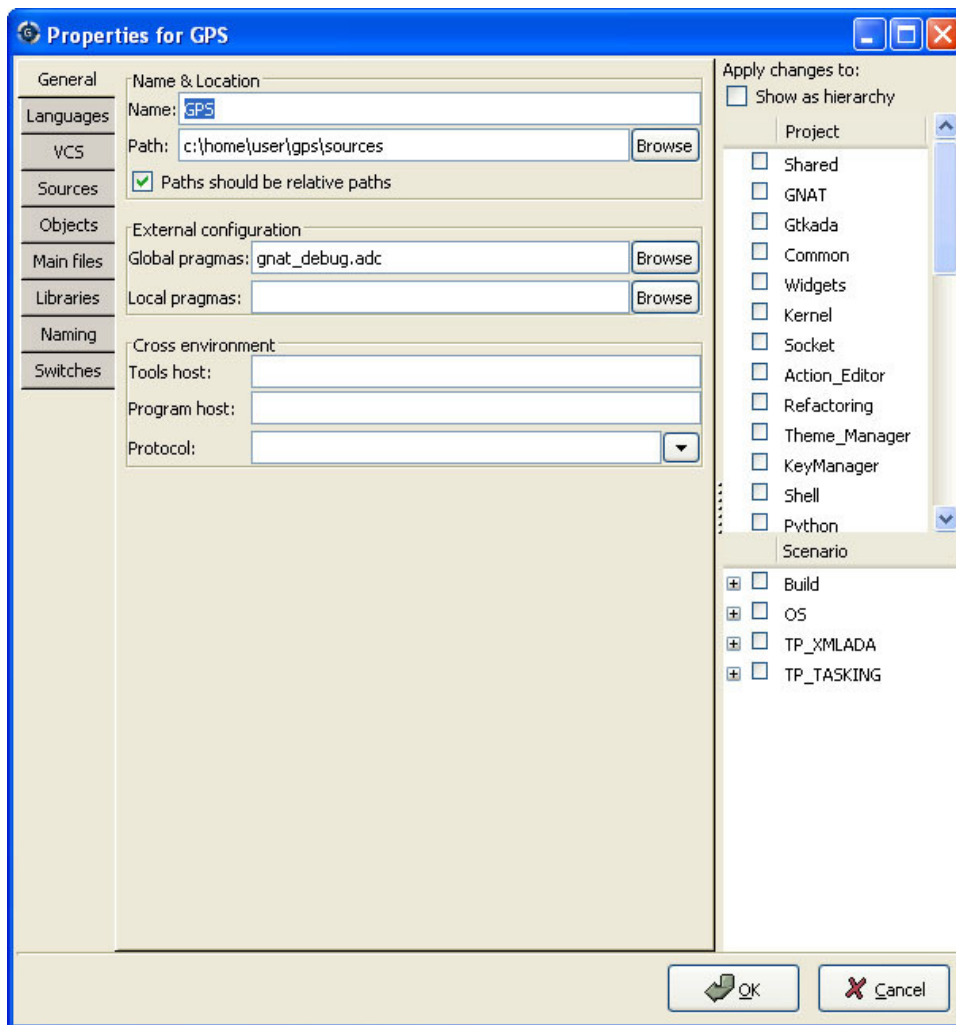 Properties for GPS
General
Languages
VCS
Sources
Objects
Main files
Libraries
Naming
Switches
Name & Location
Name: GPS
Path: c:\home\user\gps\sources Browse
Paths should be relative paths
External configuration
Global pragmas: gnat_debug.adc Browse
Local pragmas: Browse
Cross environment
Tools host:
Program host:
Protocol:
Apply changes to:
Show as hierarchy
Project
Shared
GNAT
Gtkada
Common
Widgets
Kernel
Socket
Action_Editor
Refactoring
Theme_Manager
KeyManager
Shell
Python
Scenario
Build
OS
TP_XMLADA
TP_TASKING
OK Cancel